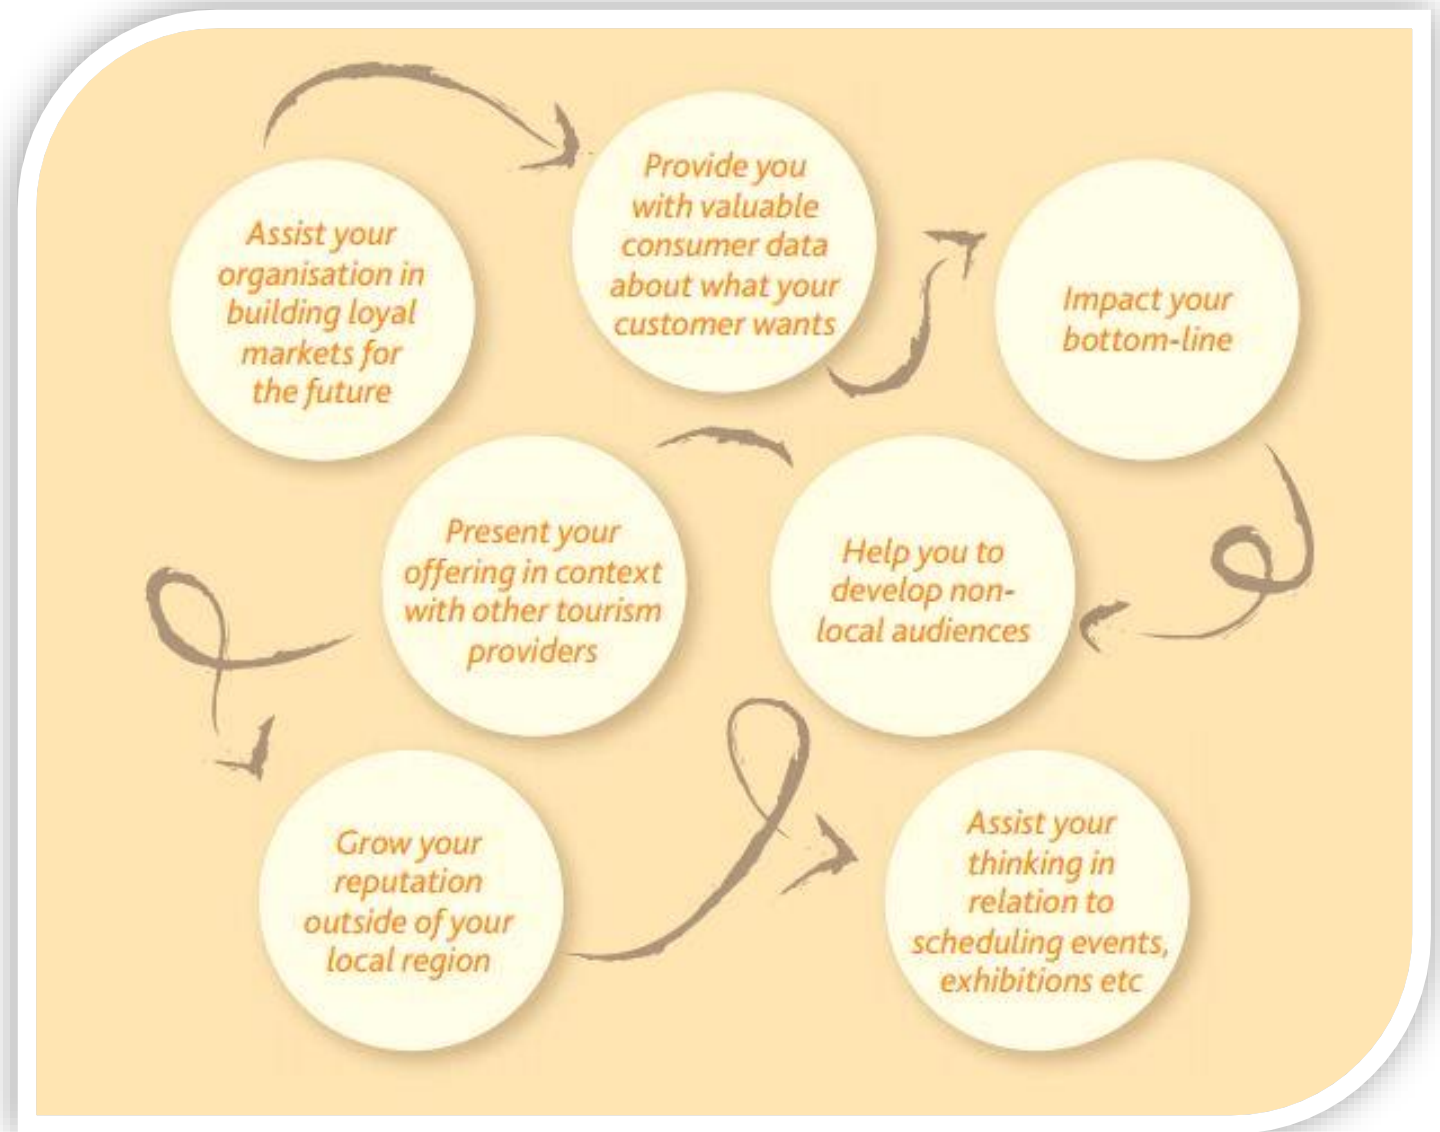 Assist your
organisation in
building loyal
markets for
the future
Provide you
with valuable
consumer data
about what your
customer wants
Impact your
bottom-line
Help you to
develop non-
local audiences
Present your
offering in context
with other tourism
providers
Grow your
reputation
outside of your
local region
Assist your
thinking in
relation to
scheduling events,
exhibitions etc